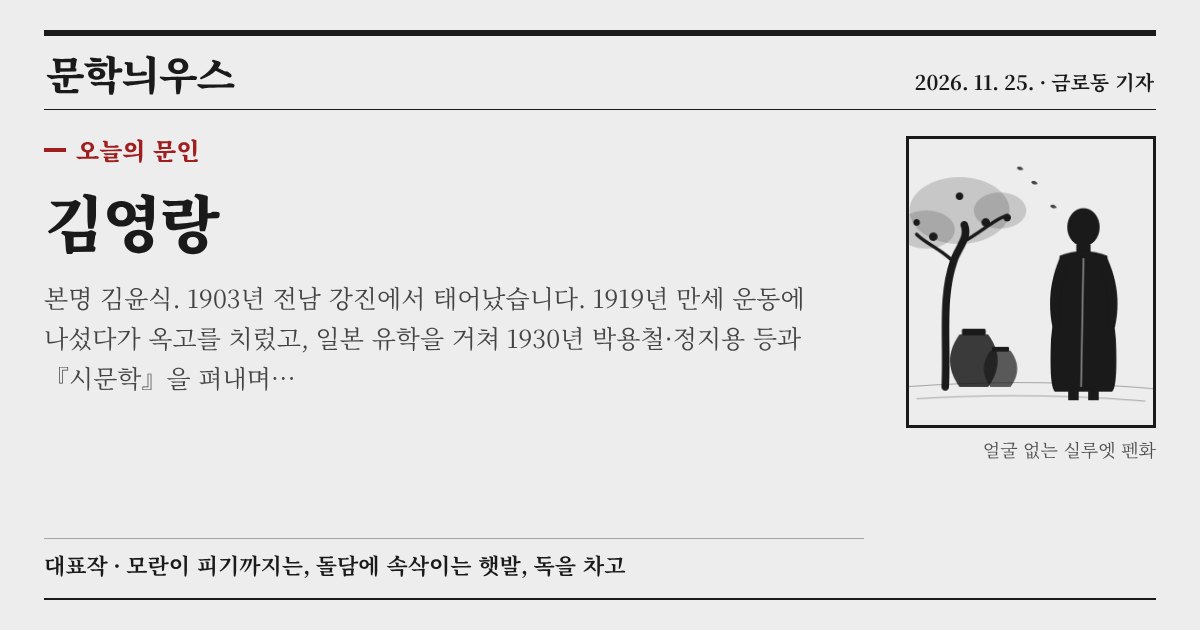 문학늬우스
2026. 11. 25. · 금로동 기자
오늘의 문인
김영랑
본명 김윤식. 1903년 전남 강진에서 태어났습니다. 1919년 만세 운동에
나섰다가 옥고를 치렀고, 일본 유학을 거쳐 1930년 박용철·정지용 등과
『시문학』을 펴내며…
얼굴 없는 실루엣 펜화
대표작 · 모란이 피기까지는, 돌담에 속삭이는 햇발, 독을 차고